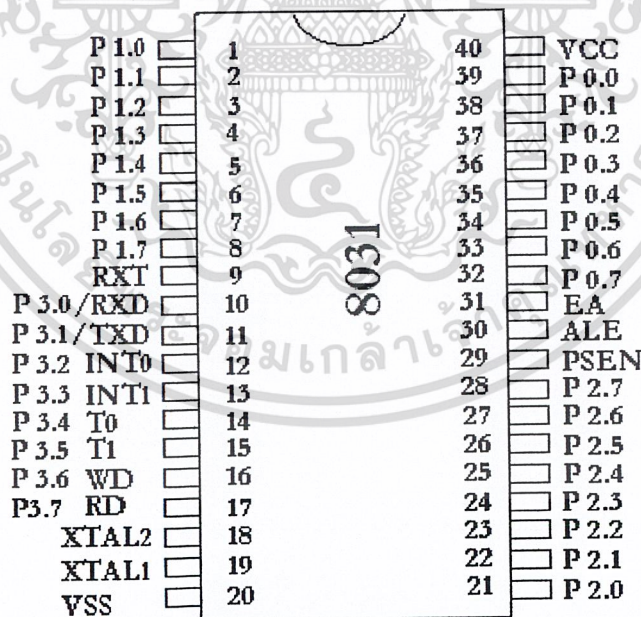 P 1.0 1 40 VCC
P 1.1 2 39 P 0.0
P 1.2 3 38 P 0.1
P 1.3 4 37 P 0.2
P 1.4 5 36 P 0.3
P 1.5 6 35 P 0.4
P 1.6 7 34 P 0.5
P 1.7 8 33 P 0.6
RXT 9 32 P 0.7
P 3.0/RXD 10 31 EA
P 3.1/TXD 11 30 ALE
P 3.2 INT0 12 29 PSEN
P 3.3 INT1 13 28 P 2.7
P 3.4 T0 14 27 P 2.6
P 3.5 T1 15 26 P 2.5
P 3.6 WD 16 25 P 2.4
P3.7 RD 17 24 P 2.3
XTAL2 18 23 P 2.2
XTAL1 19 22 P 2.1
VSS 20 21 P 2.0
8031